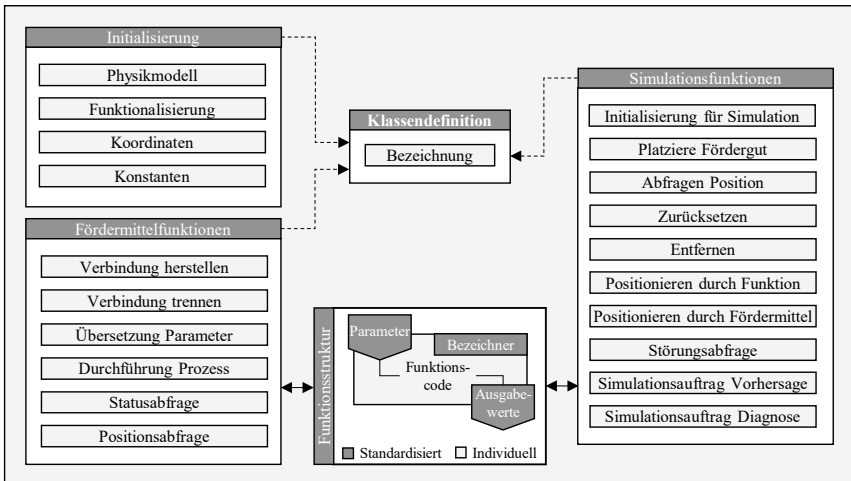 Initialisierung
Physikmodell
Funktionalisierung
Koordinaten
Konstanten
Klassendefinition
Bezeichnung
Simulationsfunktionen
Initialisierung für Simulation
Platziere Fördergut
Abfragen Position
Zurücksetzen
Entfernen
Positionieren durch Funktion
Positionieren durch Fördermittel
Störungsabfrage
Simulationsauftrag Vorhersage
Simulationsauftrag Diagnose
Fördermittelfunktionen
Verbindung herstellen
Verbindung trennen
Übersetzung Parameter
Durchführung Prozess
Statusabfrage
Positionsabfrage
Funktionsstruktur
Parameter
Bezeichner
Funktions-
code
Ausgabe-
werte
Standardisiert
Individuell